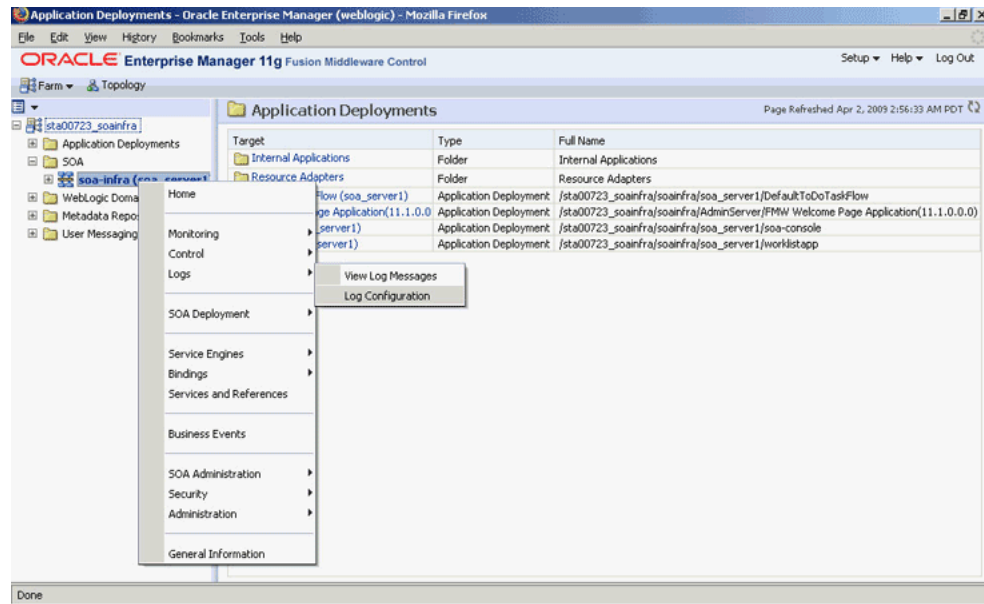 Application Deployments - Oracle Enterprise Manager (weblogic) - Mozilla Firefox
File Edit View History Bookmarks Tools Help
ORACLE Enterprise Manager 11g Fusion Middleware Control
Setup Help Log Out
Farm Topology
Application Deployments
Page Refreshed Apr 2, 2009 2:56:33 AM PDT
sta00723_soainfra
Application Deployments
SOA
soa-infra (soa_server1
WebLogic Doma
Metadata Repos
User Messaging
Target Type Full Name
Internal Applications Folder Internal Applications
Resource Adapters Folder Resource Adapters
Flow (soa_server1) Application Deployment /sta00723_soainfra/soainfra/soa_server1/DefaultToDoTaskFlow
ge Application(11.1.0.0 Application Deployment /sta00723_soainfra/soainfra/AdminServer/FMW Welcome Page Application(11.1.0.0.0)
_server1) Application Deployment /sta00723_soainfra/soainfra/soa_server1/soa-console
server1) Application Deployment /sta00723_soainfra/soainfra/soa_server1/worklistapp
Home
Monitoring
Control
Logs
View Log Messages
Log Configuration
SOA Deployment
Service Engines
Bindings
Services and References
Business Events
SOA Administration
Security
Administration
General Information
Done